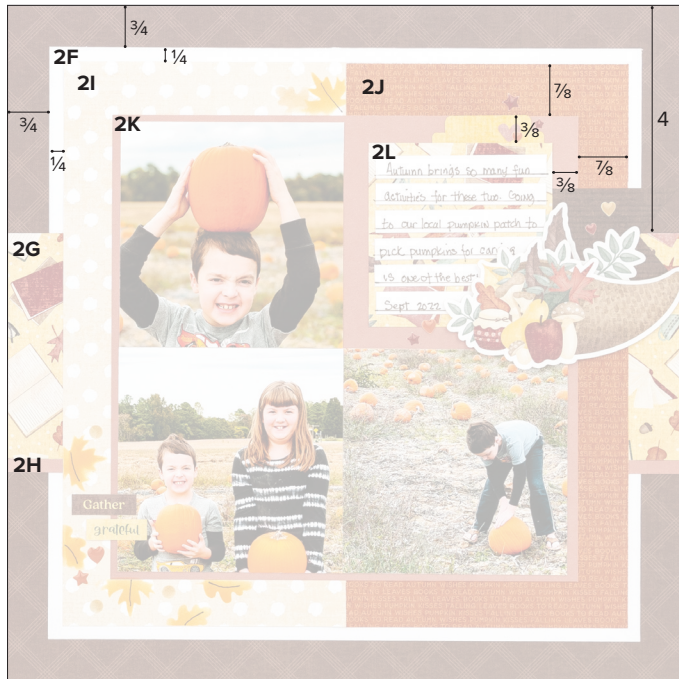 3/4
2F
1/4
2I
2J
7/8
4
3/4
2K
3/8
2L
1/4
7/8
3/8
Autumn brings so many fun
activities for these two. Going
to our local pumpkin patch to
pick pumpkins for
is one of the best!
Sept 2022
2G
2H
Gather
grateful